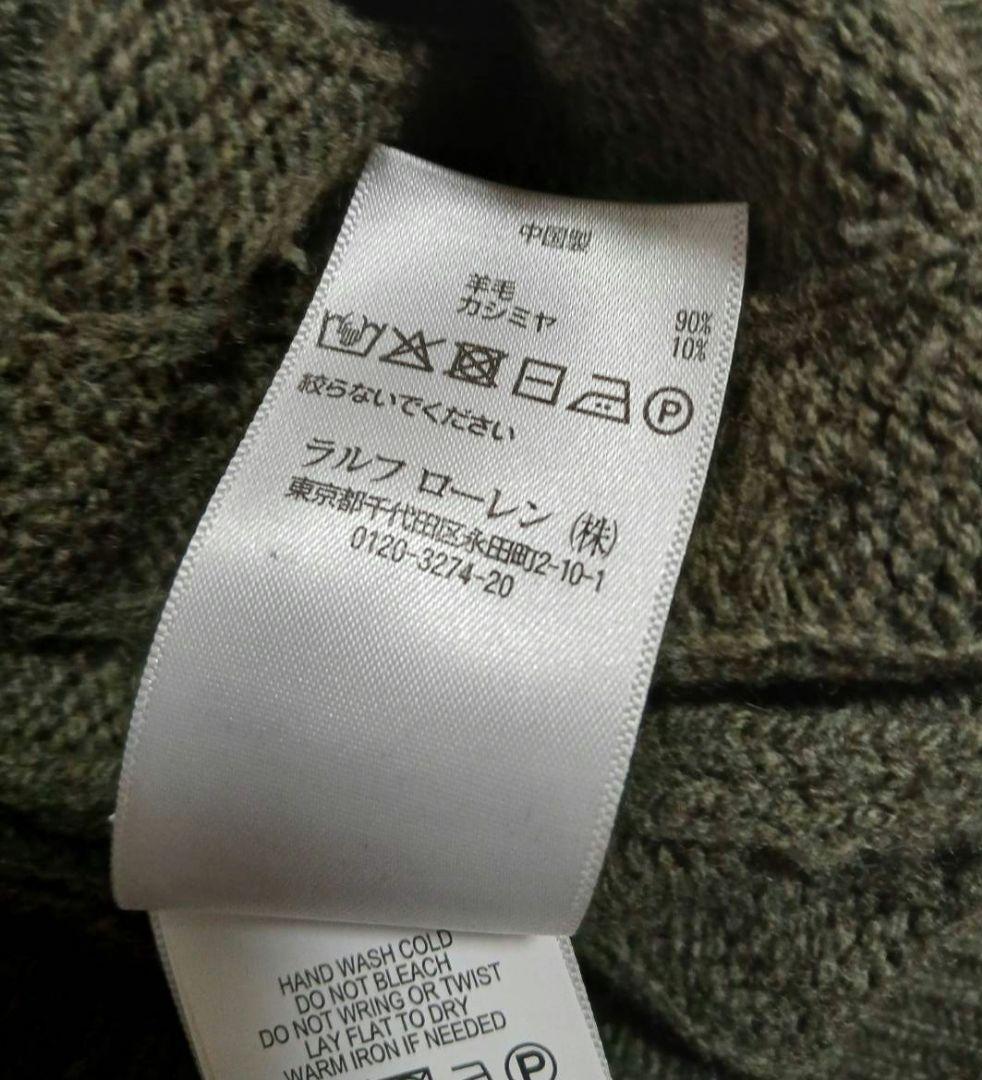 中国製
羊毛 90%
カシミヤ 10%
P
絞らないでください
ラルフ ローレン (株)
東京都千代田区永田町2-10-1
0120-3274-20
HAND WASH COLD
DO NOT BLEACH
DO NOT WRING OR TWIST
LAY FLAT TO DRY
WARM IRON IF NEEDED
P